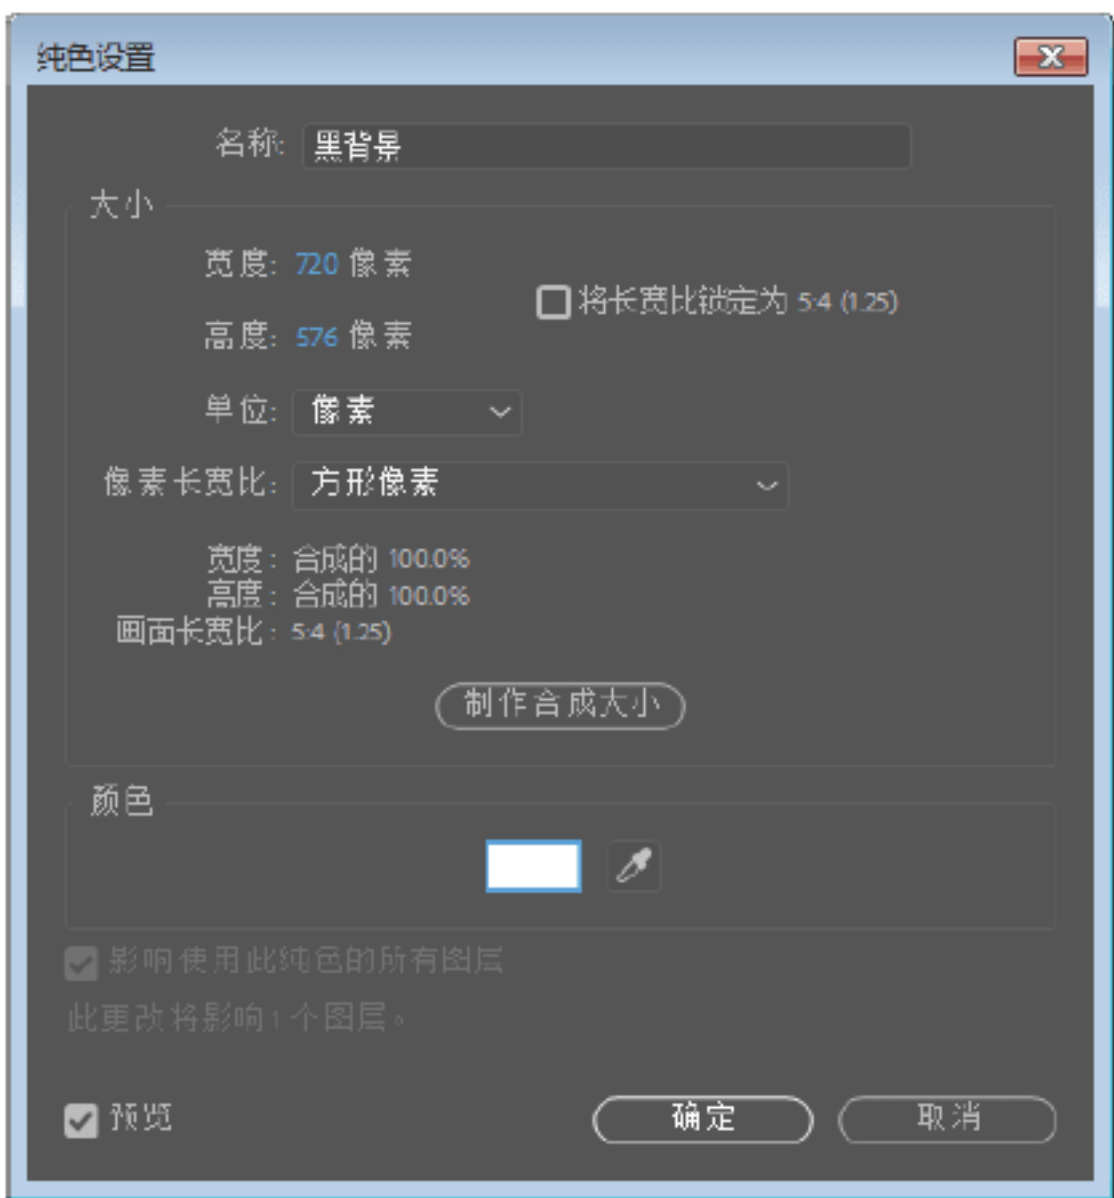 纯色设置
名称: 黑背景
大小
宽度: 720 像素
将长宽比锁定为 5:4 (1.25)
高度: 576 像素
单位: 像素
像素长宽比: 方形像素
宽度: 合成的 100.0%
高度: 合成的 100.0%
画面长宽比: 5:4 (1.25)
制作合成大小
颜色
影响使用此纯色的所有图层
此更改将影响1个图层。
预览
确定
取消